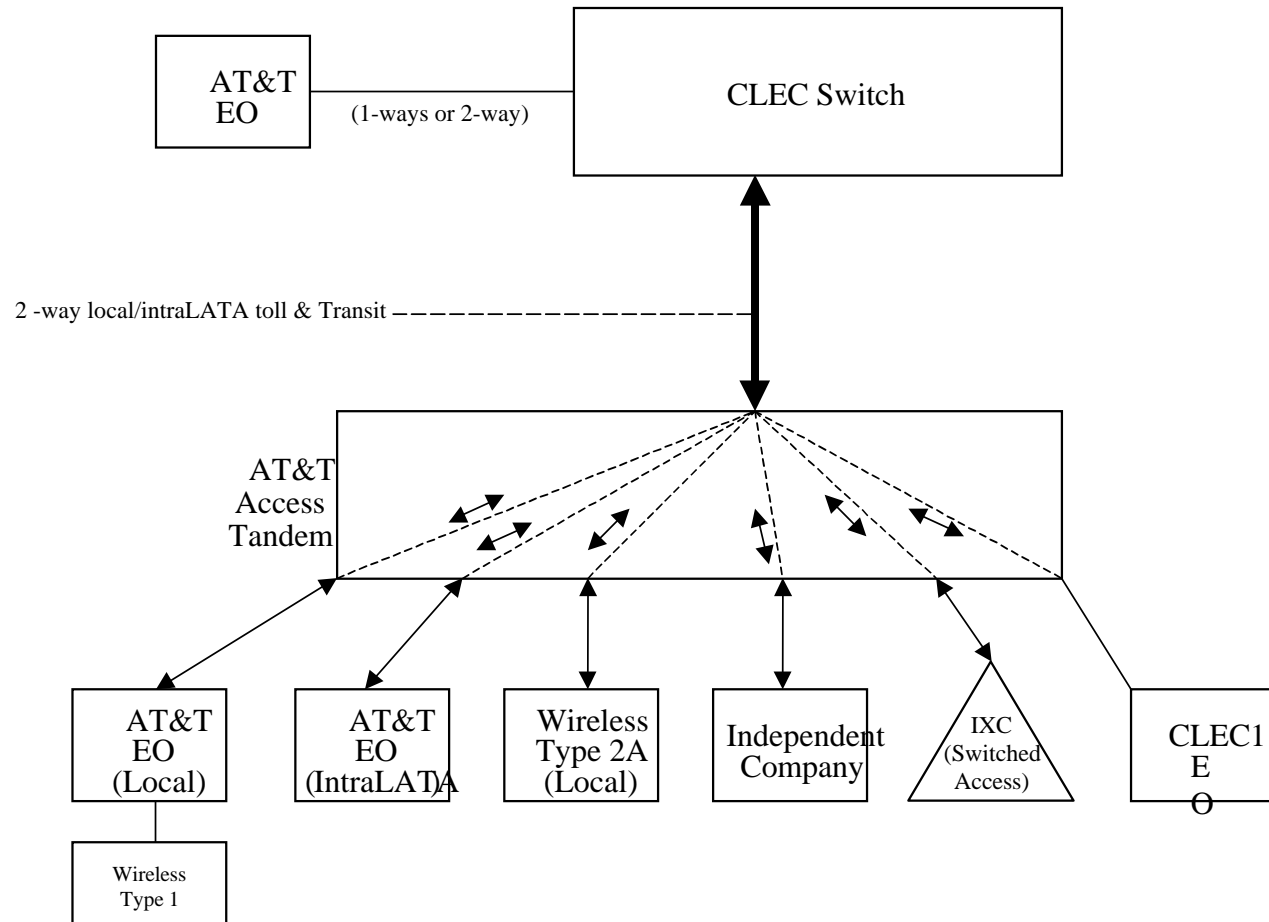 AT&T
EO
(1-ways or 2-way)
CLEC Switch
2 -way local/intraLATA toll & Transit
AT&T
Access
Tandem
AT&T
EO
(Local)
AT&T
EO
(IntraLATA)
Wireless
Type 2A
(Local)
Independent
Company
IXC
(Switched
Access)
CLEC1
E
O
Wireless
Type 1